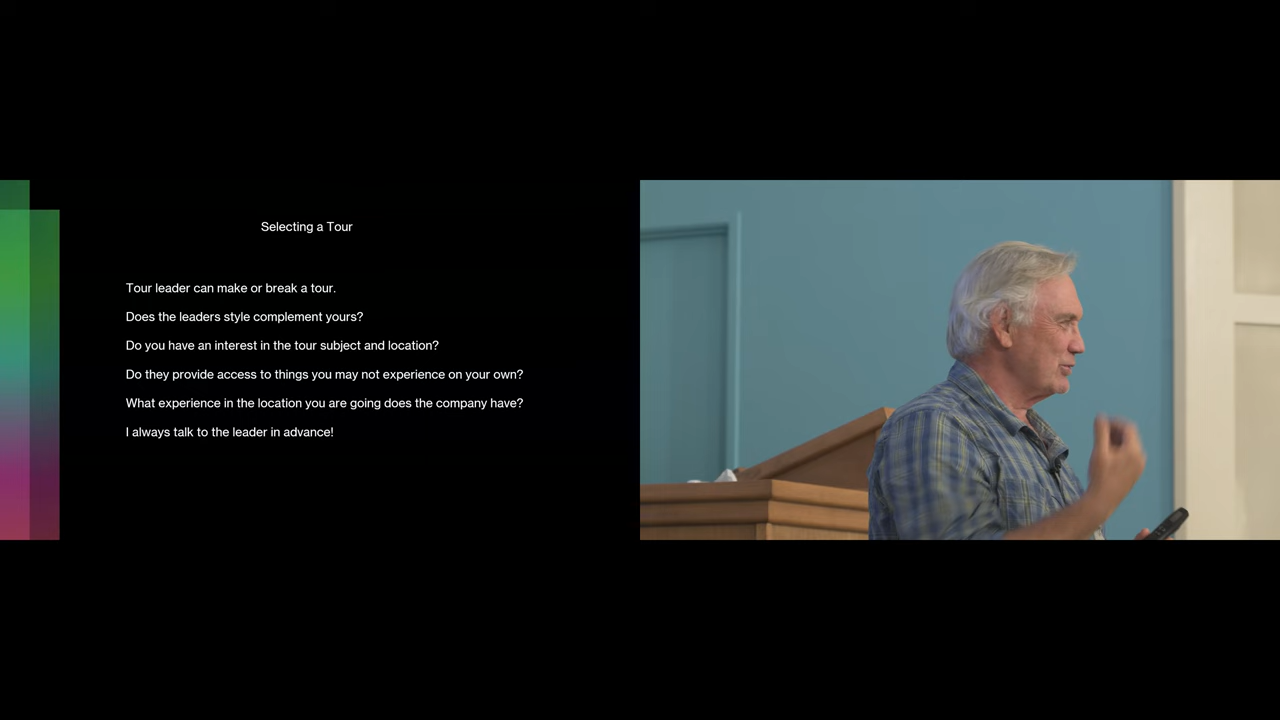 Selecting a Tour
Tour leader can make or break a tour.
Does the leaders style complement yours?
Do you have an interest in the tour subject and location?
Do they provide access to things you may not experience on your own?
What experience in the location you are going does the company have?
I always talk to the leader in advance!